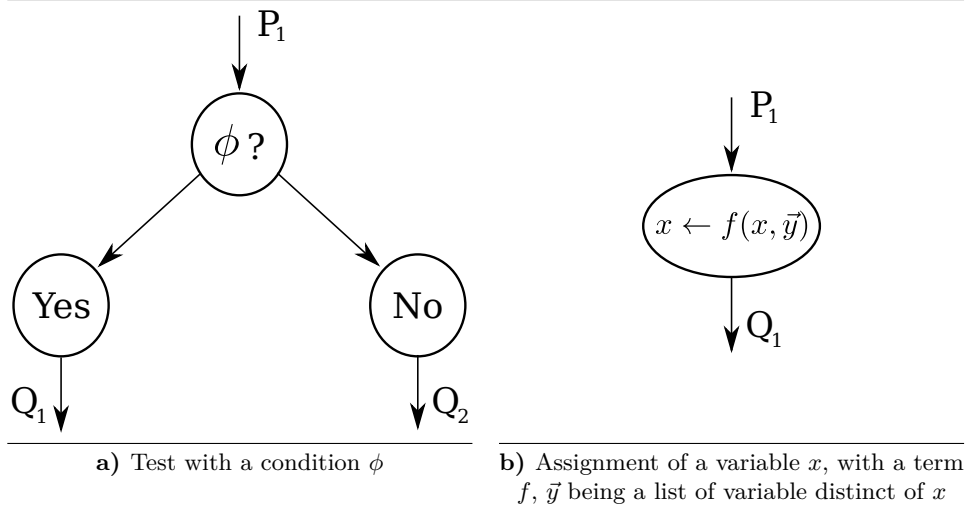 P₁
ϕ ?
Yes
No
Q₁
Q₂
a) Test with a condition ϕ
P₁
x ← f(x, y⃗)
Q₁
b) Assignment of a variable x, with a term
f, y⃗ being a list of variable distinct of x